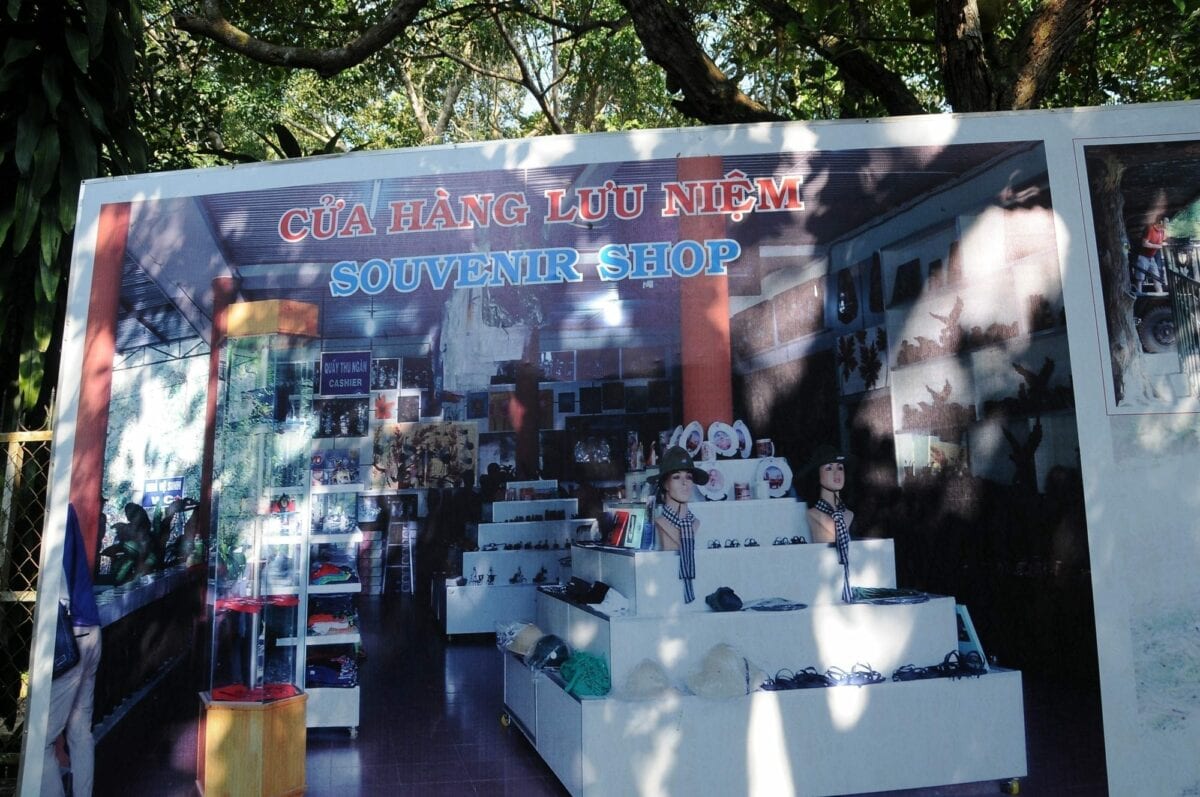 CỬA HÀNG LƯU NIỆM
SOUVENIR SHOP
QUẦY THU NGÂN
CASHIER